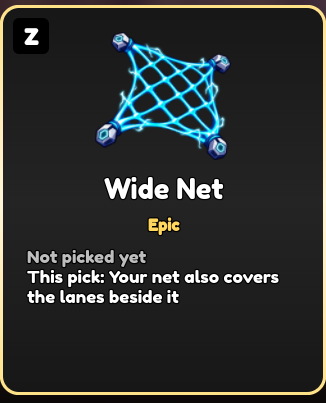 Z
Wide Net
Epic
Not picked yet
This pick: Your net also covers
the lanes beside it